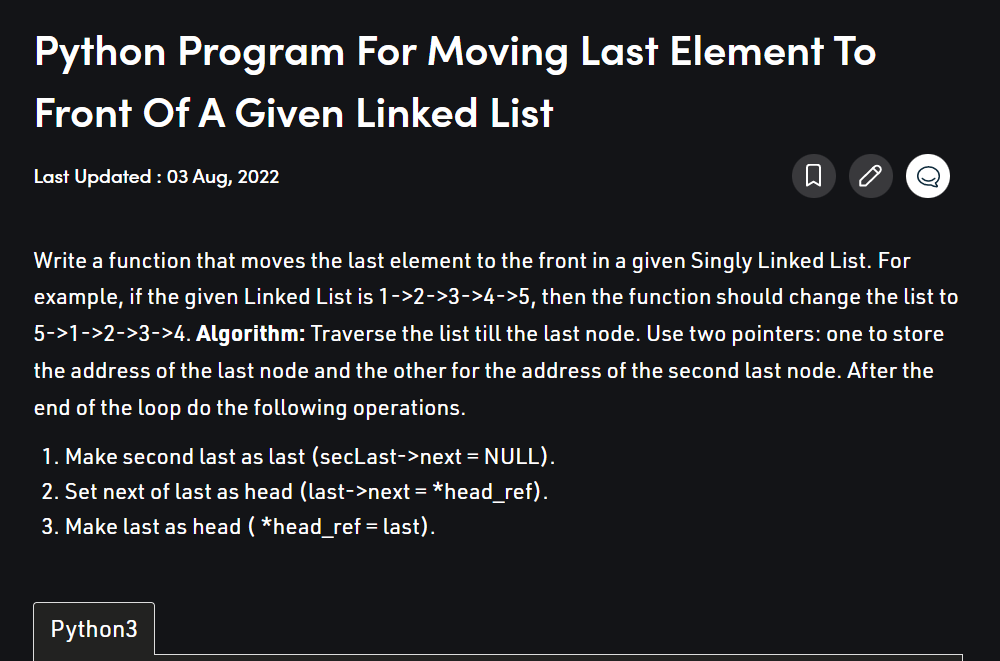 Python Program For Moving Last Element To
Front Of A Given Linked List
Last Updated : 03 Aug, 2022
Write a function that moves the last element to the front in a given Singly Linked List. For
example, if the given Linked List is 1->2->3->4->5, then the function should change the list to
5->1->2->3->4. Algorithm: Traverse the list till the last node. Use two pointers: one to store
the address of the last node and the other for the address of the second last node. After the
end of the loop do the following operations.
1. Make second last as last (secLast->next = NULL).
2. Set next of last as head (last->next = *head_ref).
3. Make last as head ( *head_ref = last).
Python3